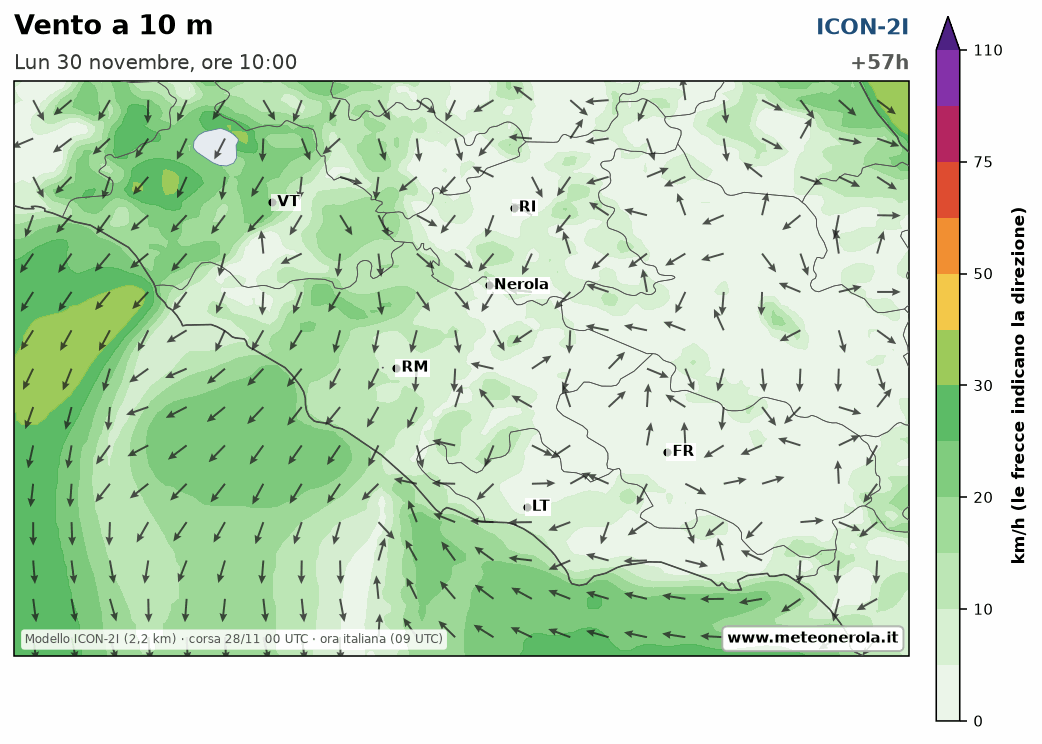 Vento a 10 m
ICON-2I
Lun 30 novembre, ore 10:00
+57h
VT
RI
Nerola
RM
FR
LT
Modello ICON-2I (2,2 km) · corsa 28/11 00 UTC · ora italiana (09 UTC)
www.meteonerola.it
110
75
50
30
20
10
0
km/h (le frecce indicano la direzione)